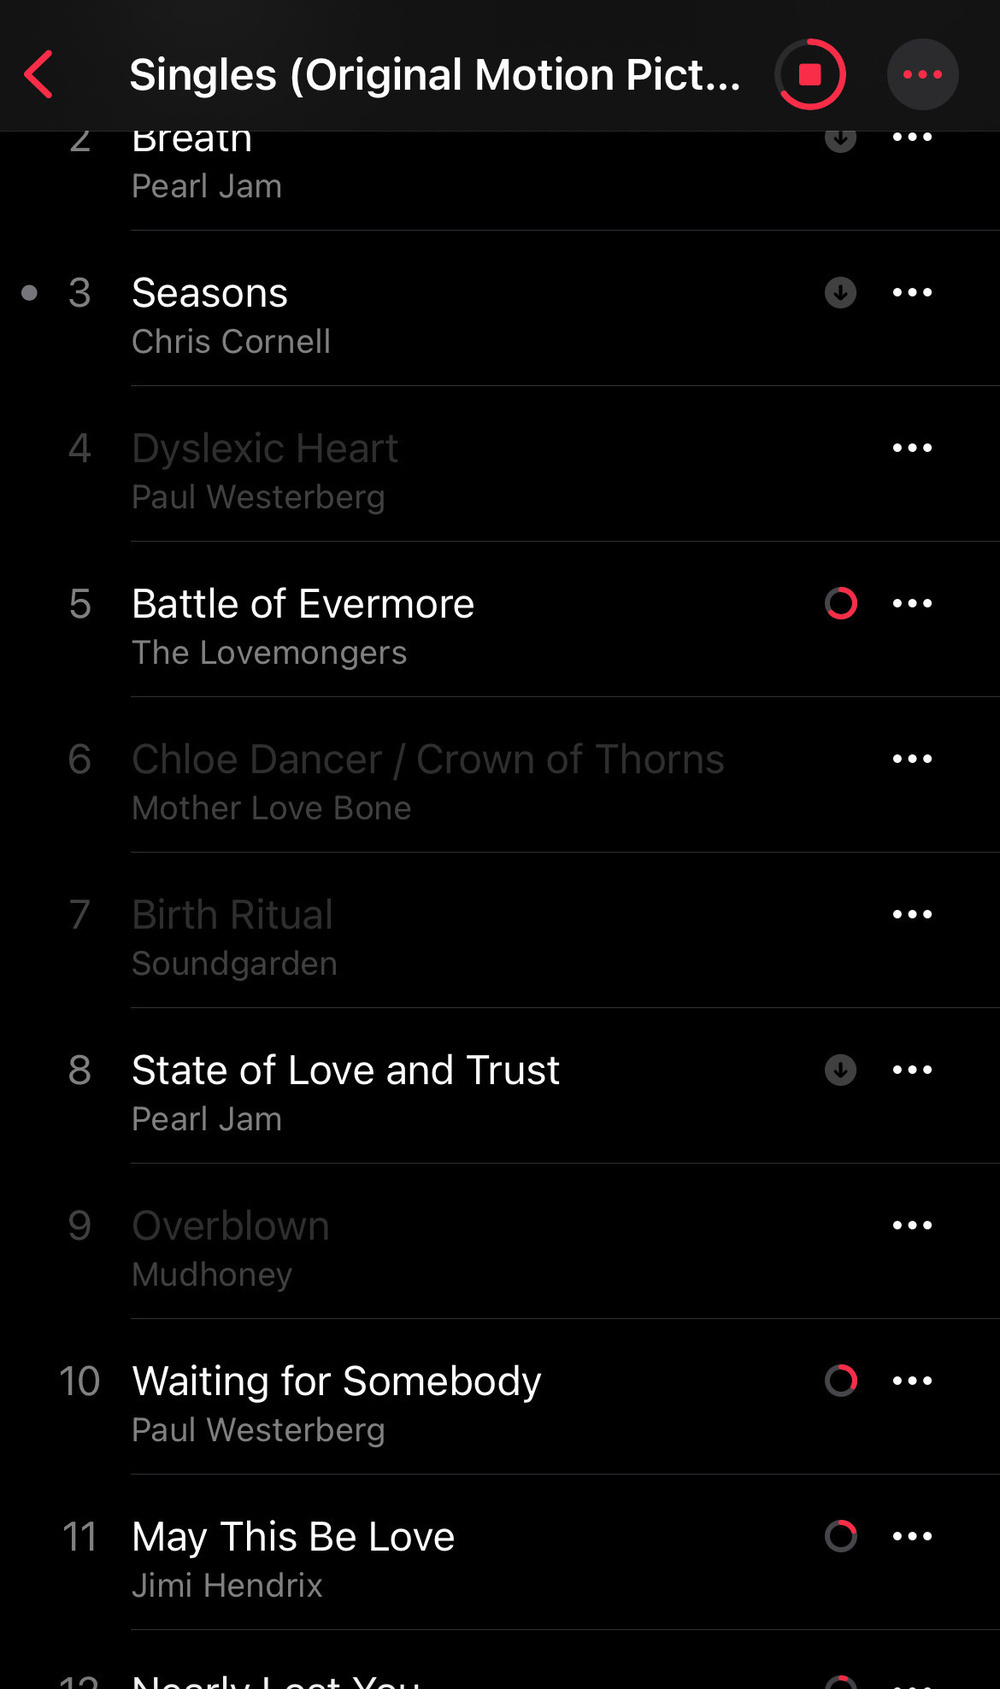 Singles (Original Motion Pict...
2 Breath
Pearl Jam
3 Seasons
Chris Cornell
4 Dyslexic Heart
Paul Westerberg
5 Battle of Evermore
The Lovemongers
6 Chloe Dancer / Crown of Thorns
Mother Love Bone
7 Birth Ritual
Soundgarden
8 State of Love and Trust
Pearl Jam
9 Overblown
Mudhoney
10 Waiting for Somebody
Paul Westerberg
11 May This Be Love
Jimi Hendrix
12 Nearly Lost You